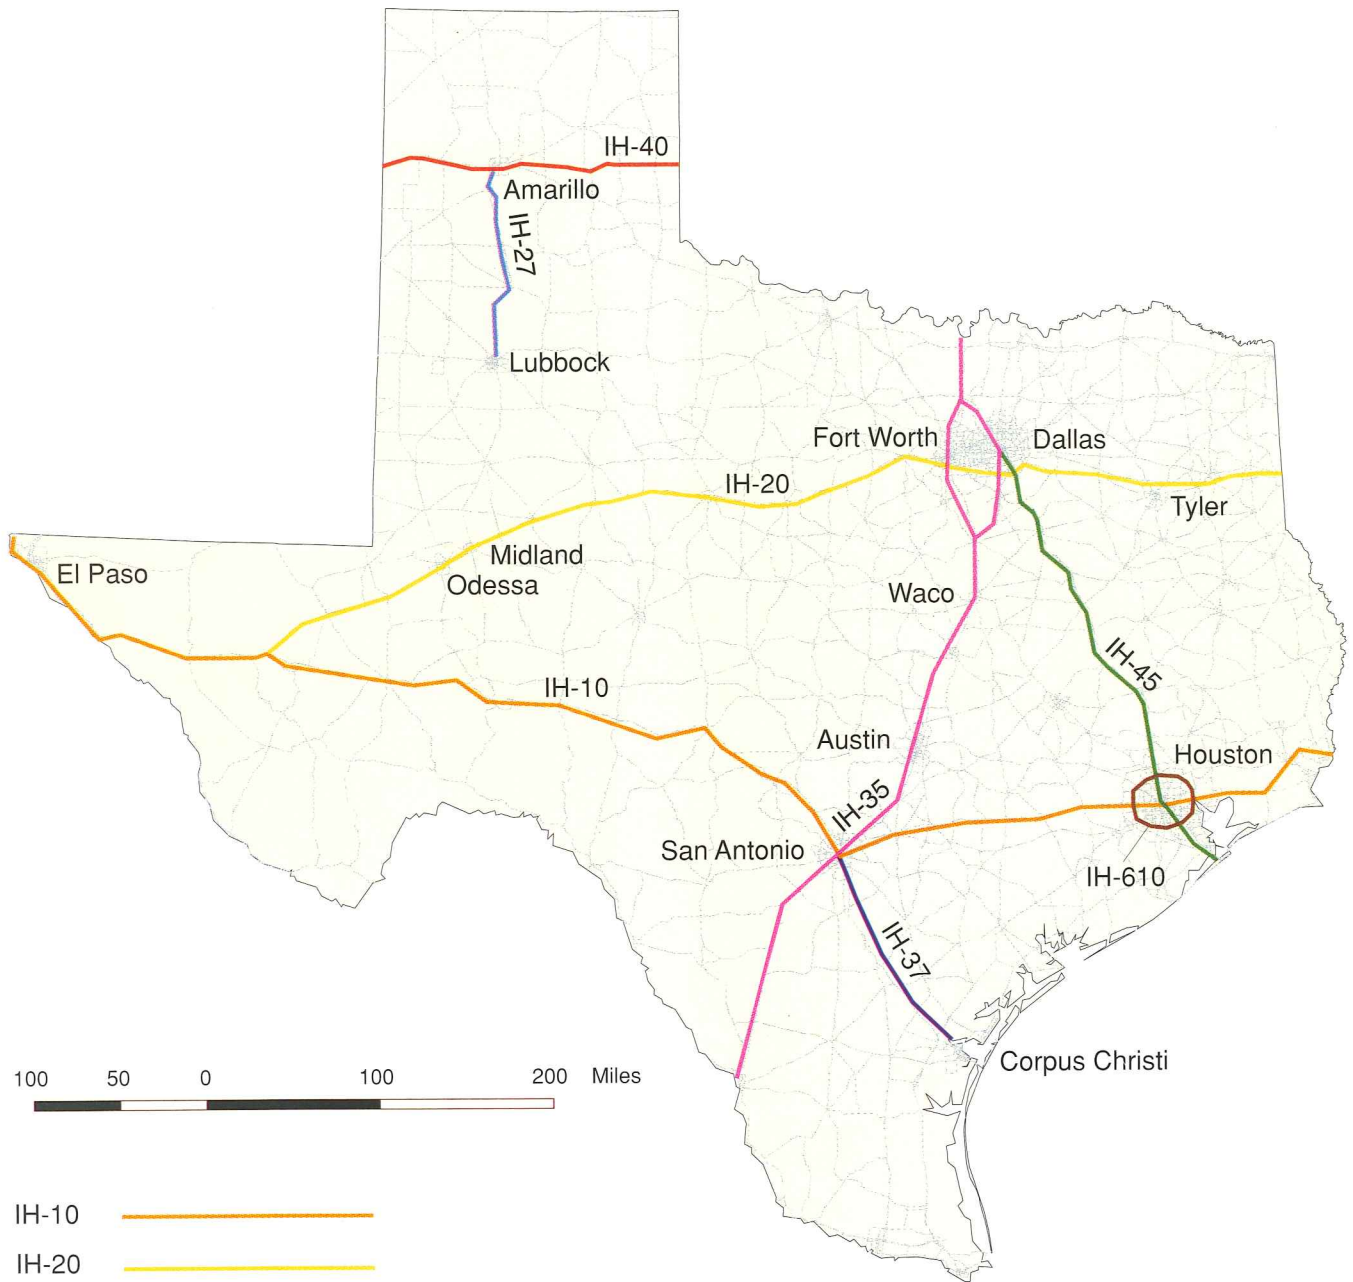 IH-40
Amarillo
IH-27
Lubbock
Fort Worth
Dallas
IH-20
Tyler
Midland
Odessa
El Paso
Waco
IH-45
IH-10
Austin
Houston
IH-35
San Antonio
IH-610
IH-37
Corpus Christi
100 50 0 100 200 Miles
IH-10
IH-20